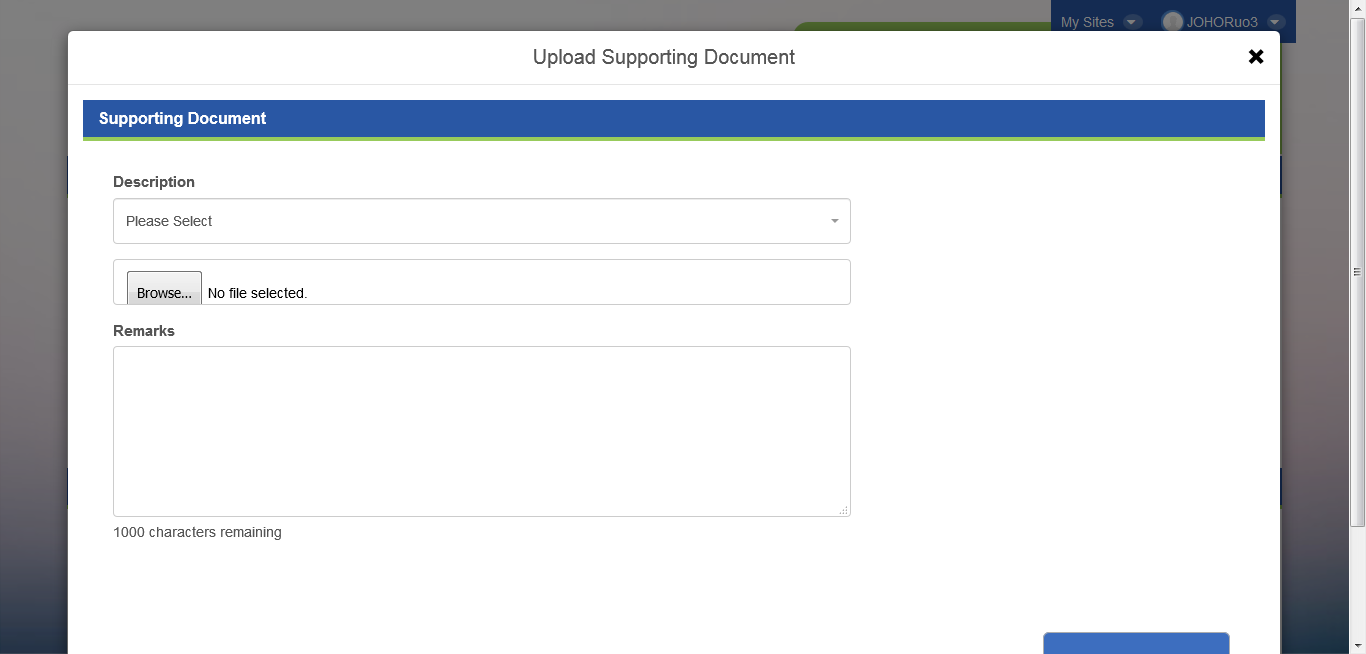 My Sites JOHORuo3
Upload Supporting Document
Supporting Document
Description
Please Select
Browse... No file selected.
Remarks
1000 characters remaining